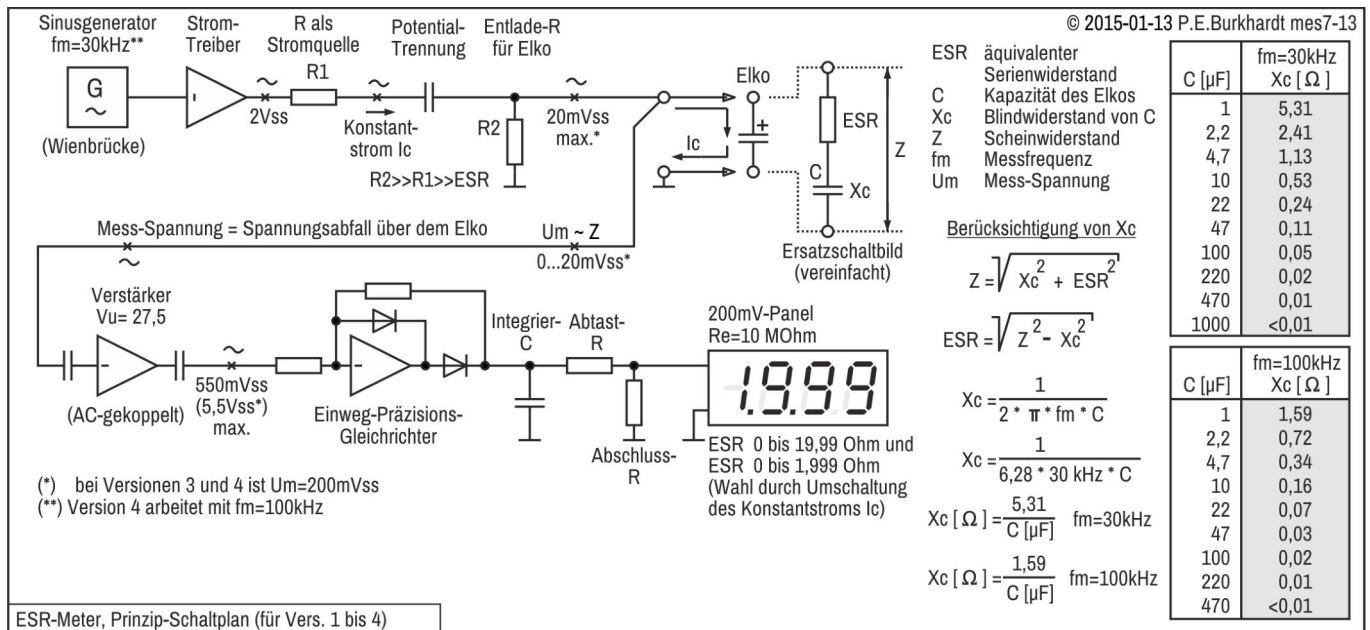 Sinusgenerator
fm=30kHz**
G
~
(Wienbrücke)
Strom-
Treiber
~
2Vss
R als
Stromquelle
R1
~
Konstant-
strom Ic
Potential-
Trennung
Entlade-R
für Elko
R2
R2>>R1>>ESR
~
20mVss
max.*
Ic
Elko
+
ESR
C
Xc
Z
Ersatzschaltbild
(vereinfacht)
© 2015-01-13 P.E.Burkhardt mes7-13
ESR äquivalenter
Serienwiderstand
C Kapazität des Elkos
Xc Blindwiderstand von C
Z Scheinwiderstand
fm Messfrequenz
Um Mess-Spannung
Mess-Spannung = Spannungsabfall über dem Elko
~
Um ~ Z
0...20mVss*
Verstärker
Vu= 27,5
-
(AC-gekoppelt)
~
550mVss
(5,5Vss*)
max.
-
Einweg-Präzisions-
Gleichrichter
Integrier-
C
Abtast-
R
Abschluss-
R
200mV-Panel
Re=10 MOhm
1.9.9.9
ESR 0 bis 19,99 Ohm und
ESR 0 bis 1,999 Ohm
(Wahl durch Umschaltung
des Konstantstroms Ic)
(*) bei Versionen 3 und 4 ist Um=200mVss
(**) Version 4 arbeitet mit fm=100kHz
ESR-Meter, Prinzip-Schaltplan (für Vers. 1 bis 4)
Berücksichtigung von Xc
Z = √ Xc² + ESR²
ESR = √ Z² - Xc²
Xc = 1 / 2 * π * fm * C
Xc = 1 / 6,28 * 30 kHz * C
Xc [ Ω ] = 5,31 / C [µF] fm=30kHz
Xc [ Ω ] = 1,59 / C [µF] fm=100kHz
fm=30kHz
C [µF] Xc [ Ω ]
1 5,31
2,2 2,41
4,7 1,13
10 0,53
22 0,24
47 0,11
100 0,05
220 0,02
470 0,01
1000 <0,01
fm=100kHz
C [µF] Xc [ Ω ]
1 1,59
2,2 0,72
4,7 0,34
10 0,16
22 0,07
47 0,03
100 0,02
220 0,01
470 <0,01